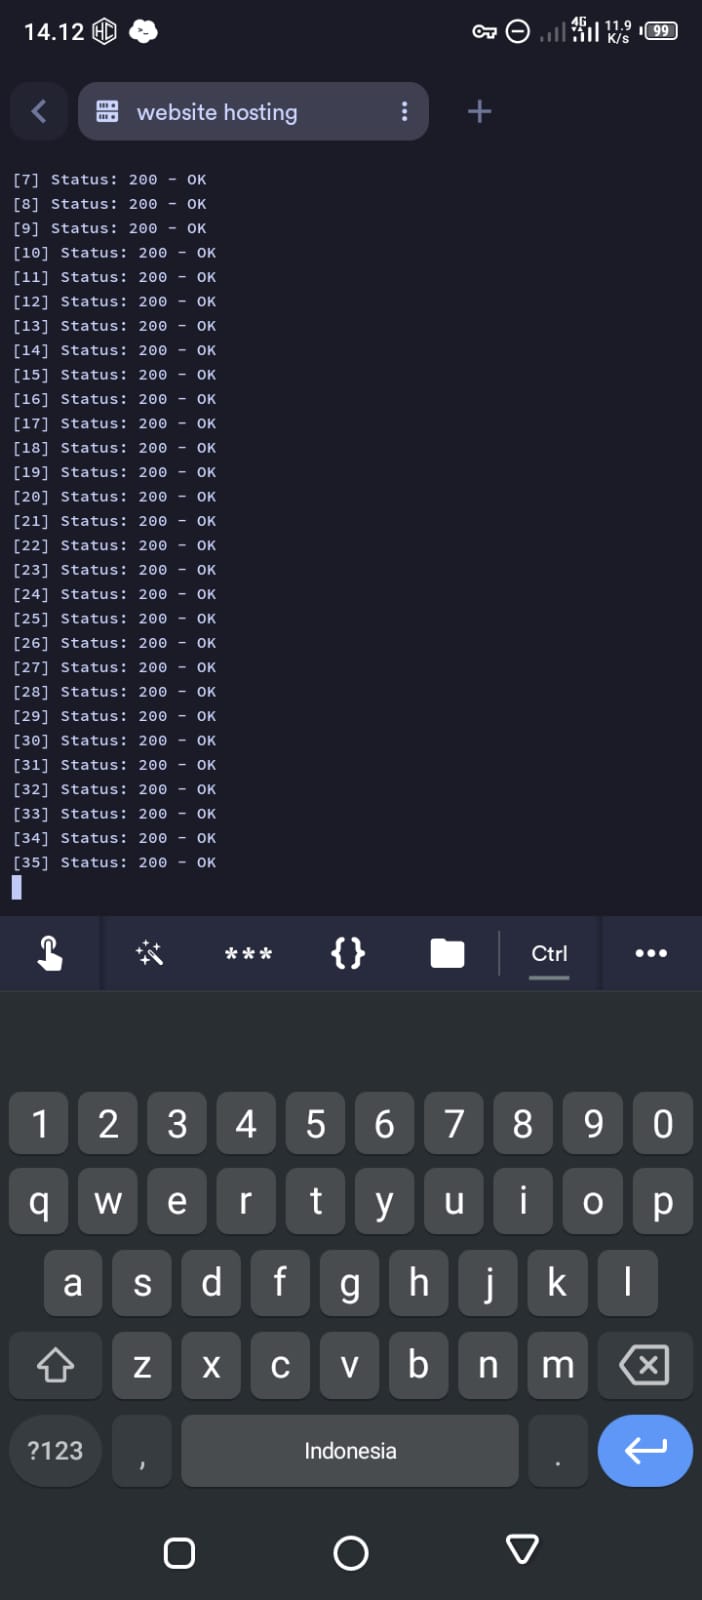 14.12
4G
11.9
K/s
99
website hosting
[7] Status: 200 - OK
[8] Status: 200 - OK
[9] Status: 200 - OK
[10] Status: 200 - OK
[11] Status: 200 - OK
[12] Status: 200 - OK
[13] Status: 200 - OK
[14] Status: 200 - OK
[15] Status: 200 - OK
[16] Status: 200 - OK
[17] Status: 200 - OK
[18] Status: 200 - OK
[19] Status: 200 - OK
[20] Status: 200 - OK
[21] Status: 200 - OK
[22] Status: 200 - OK
[23] Status: 200 - OK
[24] Status: 200 - OK
[25] Status: 200 - OK
[26] Status: 200 - OK
[27] Status: 200 - OK
[28] Status: 200 - OK
[29] Status: 200 - OK
[30] Status: 200 - OK
[31] Status: 200 - OK
[32] Status: 200 - OK
[33] Status: 200 - OK
[34] Status: 200 - OK
[35] Status: 200 - OK
*** {} Ctrl
1 2 3 4 5 6 7 8 9 0
q w e r t y u i o p
a s d f g h j k l
z x c v b n m
?123 , Indonesia .